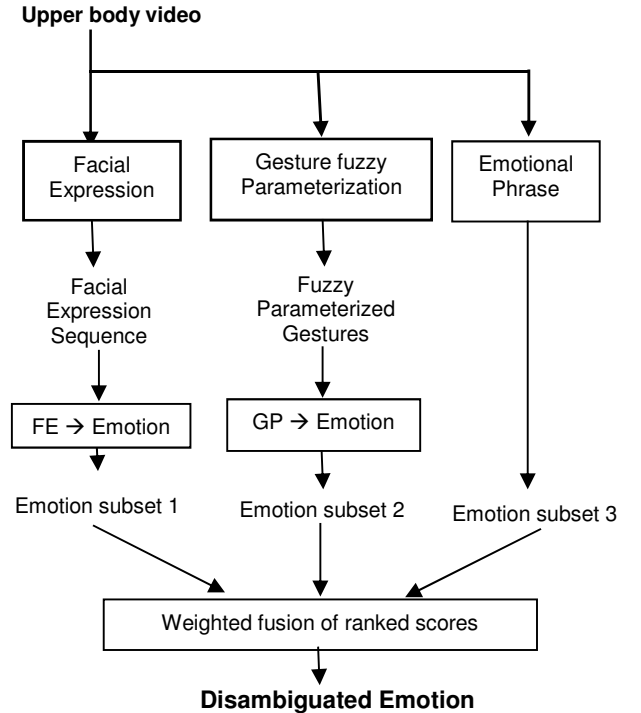 Upper body video
Facial
Expression
Gesture fuzzy
Parameterization
Emotional
Phrase
Facial
Expression
Sequence
Fuzzy
Parameterized
Gestures
FE → Emotion
GP → Emotion
Emotion subset 1
Emotion subset 2
Emotion subset 3
Weighted fusion of ranked scores
Disambiguated Emotion